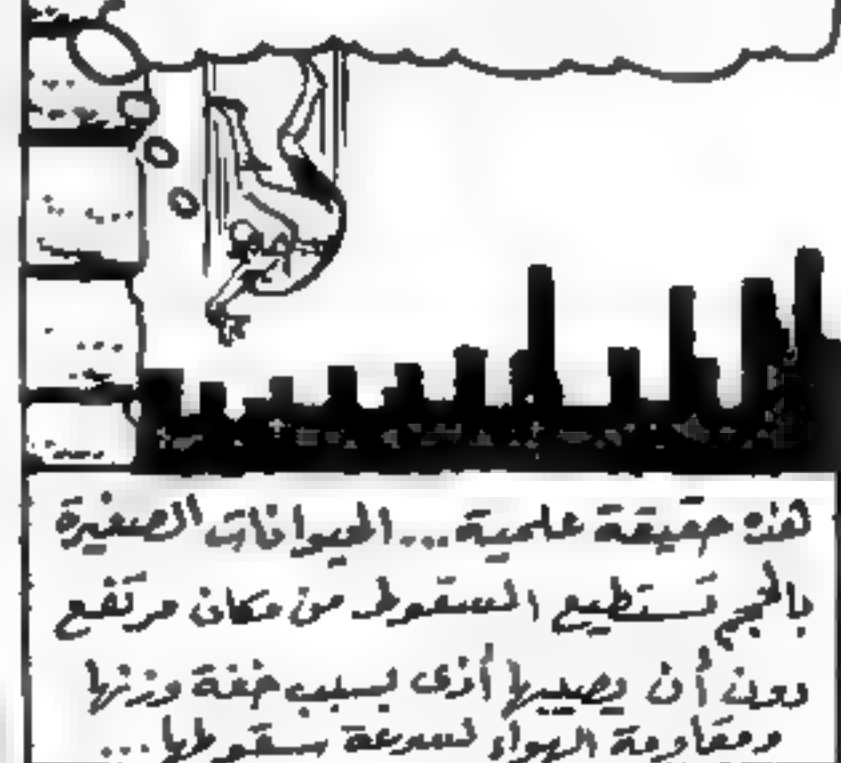 هذه حقيقة علمية... الحيوانات الصغيرة
بالحجم تستطيع السقوط من مكان مرتفع
دون أن يصيبها أذى بسبب خفة وزنها
ومقاومة الهواء لسرعة سقوطها...